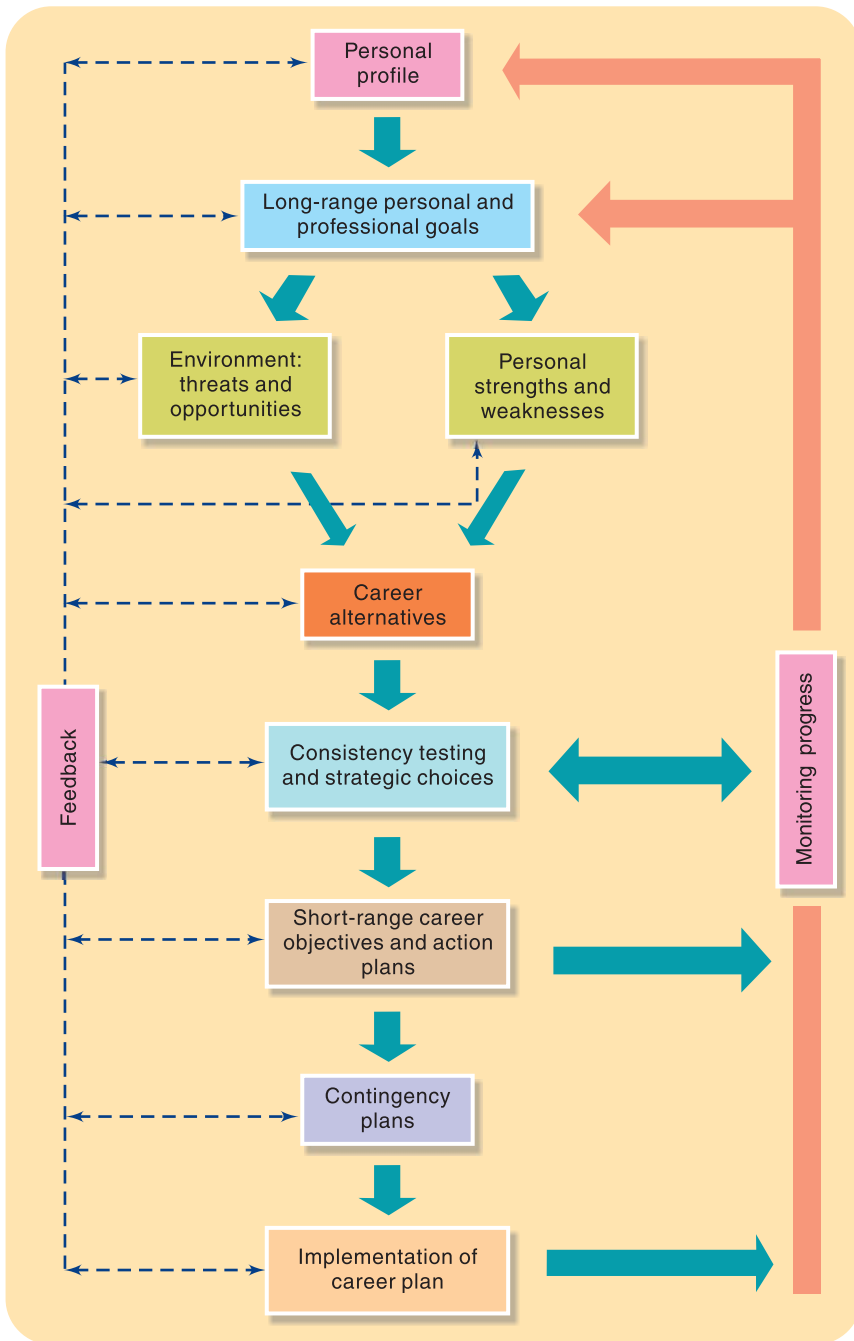 Personal
profile
Long-range personal and
professional goals
Environment:
threats and
opportunities
Personal
strengths and
weaknesses
Career
alternatives
Feedback
Consistency testing
and strategic choices
Monitoring progress
Short-range career
objectives and action
plans
Contingency
plans
Implementation of
career plan